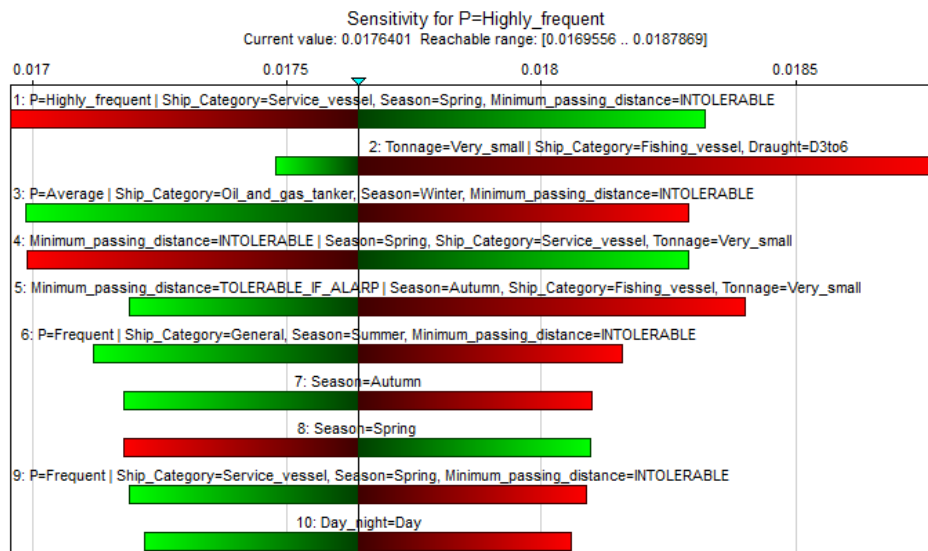 Sensitivity for P=Highly_frequent
Current value: 0.0176401 Reachable range: [0.0169556 .. 0.0187869]
0.017 0.0175 0.018 0.0185
1: P=Highly_frequent | Ship_Category=Service_vessel, Season=Spring, Minimum_passing_distance=INTOLERABLE
2: Tonnage=Very_small | Ship_Category=Fishing_vessel, Draught=D3to6
3: P=Average | Ship_Category=Oil_and_gas_tanker, Season=Winter, Minimum_passing_distance=INTOLERABLE
4: Minimum_passing_distance=INTOLERABLE | Season=Spring, Ship_Category=Service_vessel, Tonnage=Very_small
5: Minimum_passing_distance=TOLERABLE_IF_ALARP | Season=Autumn, Ship_Category=Fishing_vessel, Tonnage=Very_small
6: P=Frequent | Ship_Category=General, Season=Summer, Minimum_passing_distance=INTOLERABLE
7: Season=Autumn
8: Season=Spring
9: P=Frequent | Ship_Category=Service_vessel, Season=Spring, Minimum_passing_distance=INTOLERABLE
10: Day_night=Day